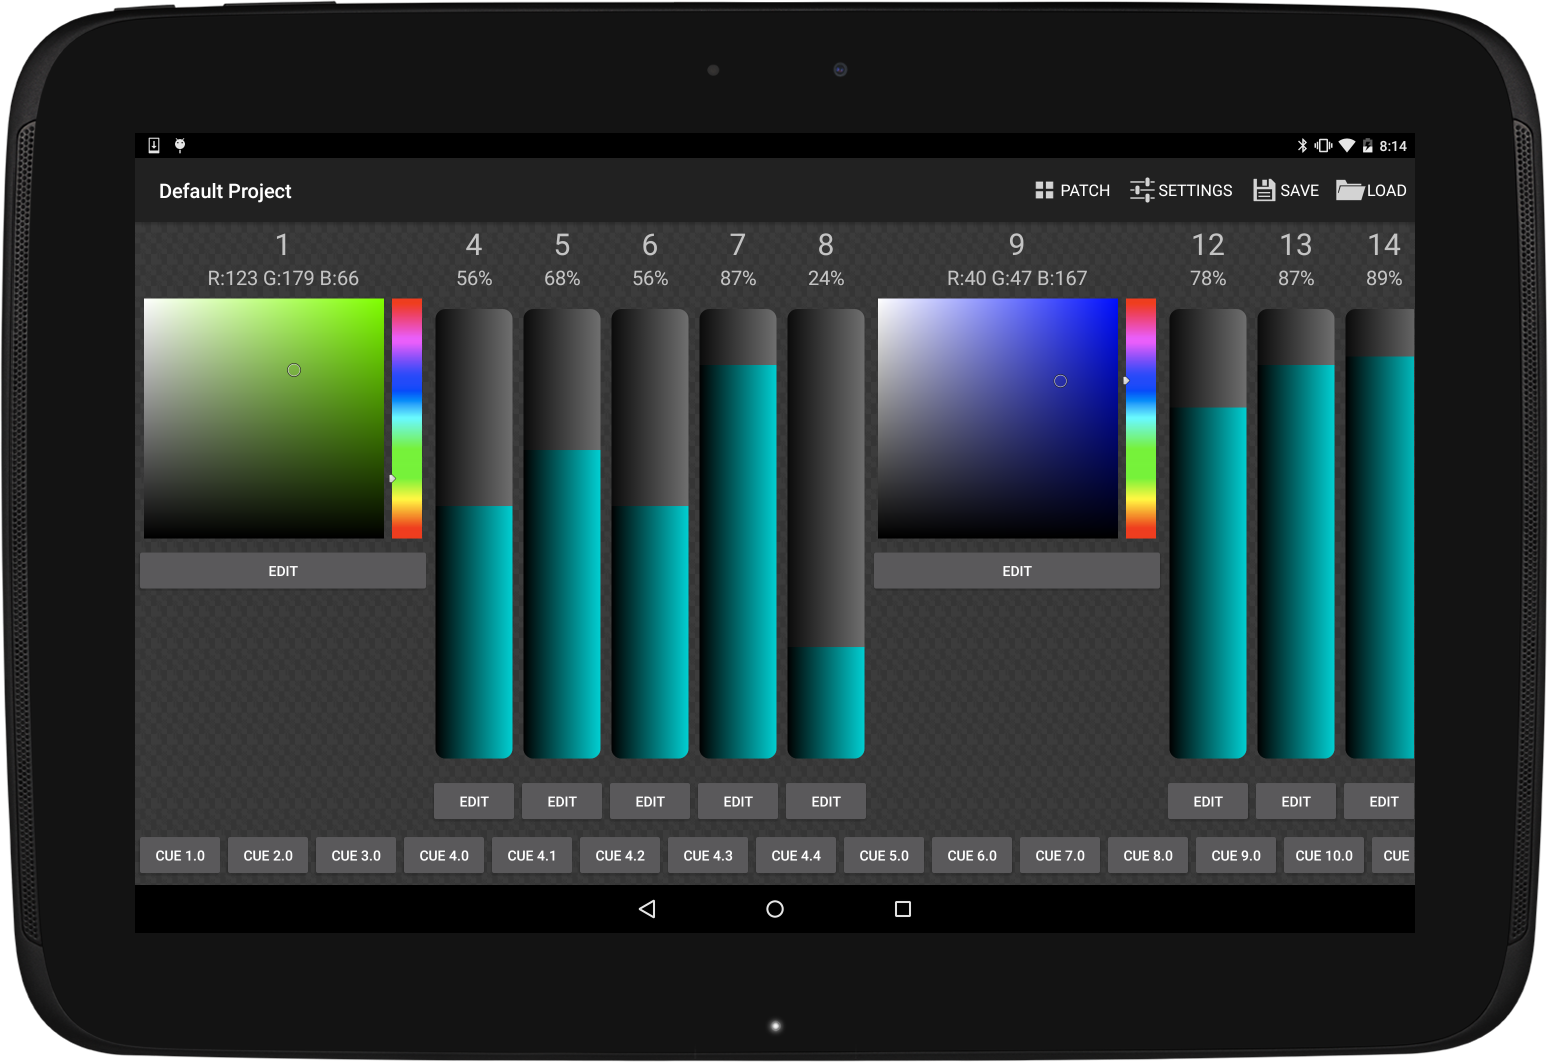 8:14
Default Project
PATCH SETTINGS SAVE LOAD
1 4 5 6 7 8 9 12 13 14
R:123 G:179 B:66 56% 68% 56% 87% 24% R:40 G:47 B:167 78% 87% 89%
EDIT EDIT
EDIT EDIT EDIT EDIT EDIT EDIT EDIT EDIT
CUE 1.0 CUE 2.0 CUE 3.0 CUE 4.0 CUE 4.1 CUE 4.2 CUE 4.3 CUE 4.4 CUE 5.0 CUE 6.0 CUE 7.0 CUE 8.0 CUE 9.0 CUE 10.0 CUE